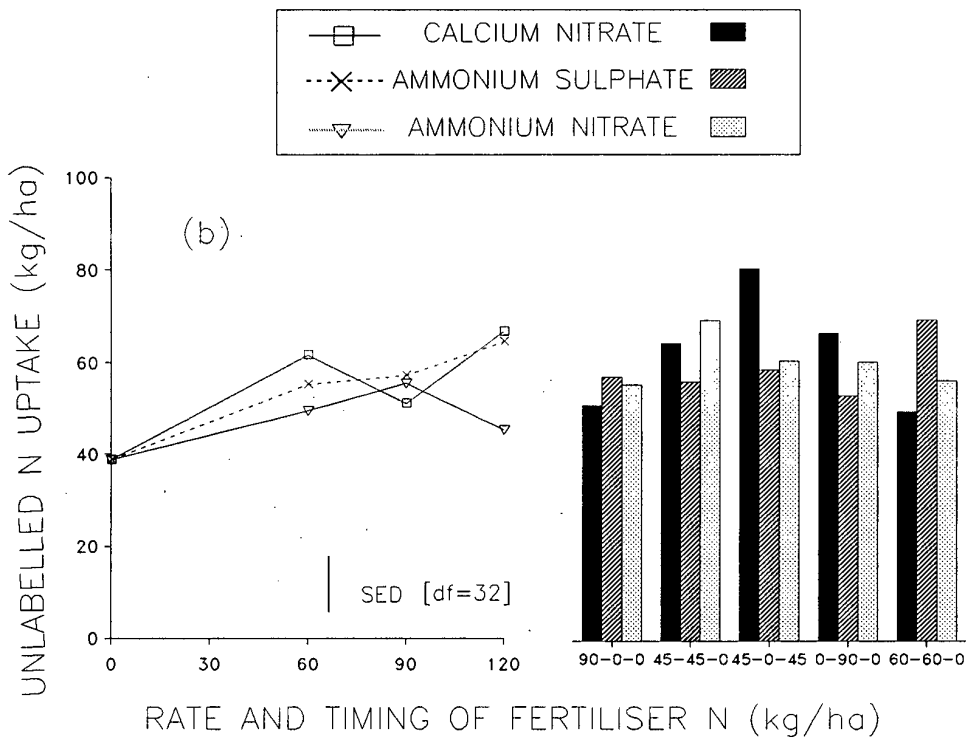 CALCIUM NITRATE
AMMONIUM SULPHATE
AMMONIUM NITRATE
UNLABELLED N UPTAKE (kg/ha)
(b)
100
80
60
40
20
0
SED [df=32]
0 30 60 90 120
90-0-0 45-45-0 45-0-45 0-90-0 60-60-0
RATE AND TIMING OF FERTILISER N (kg/ha)